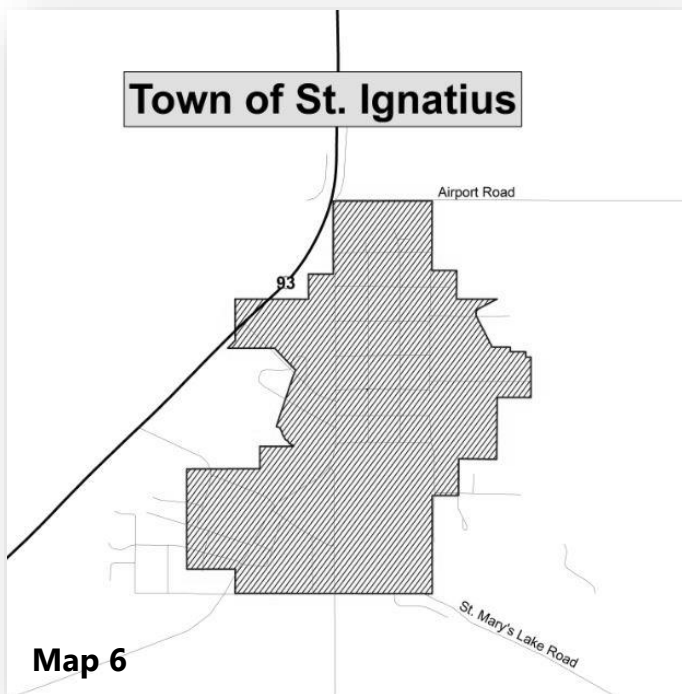 Town of St. Ignatius
Airport Road
93
St. Mary's Lake Road
Map 6